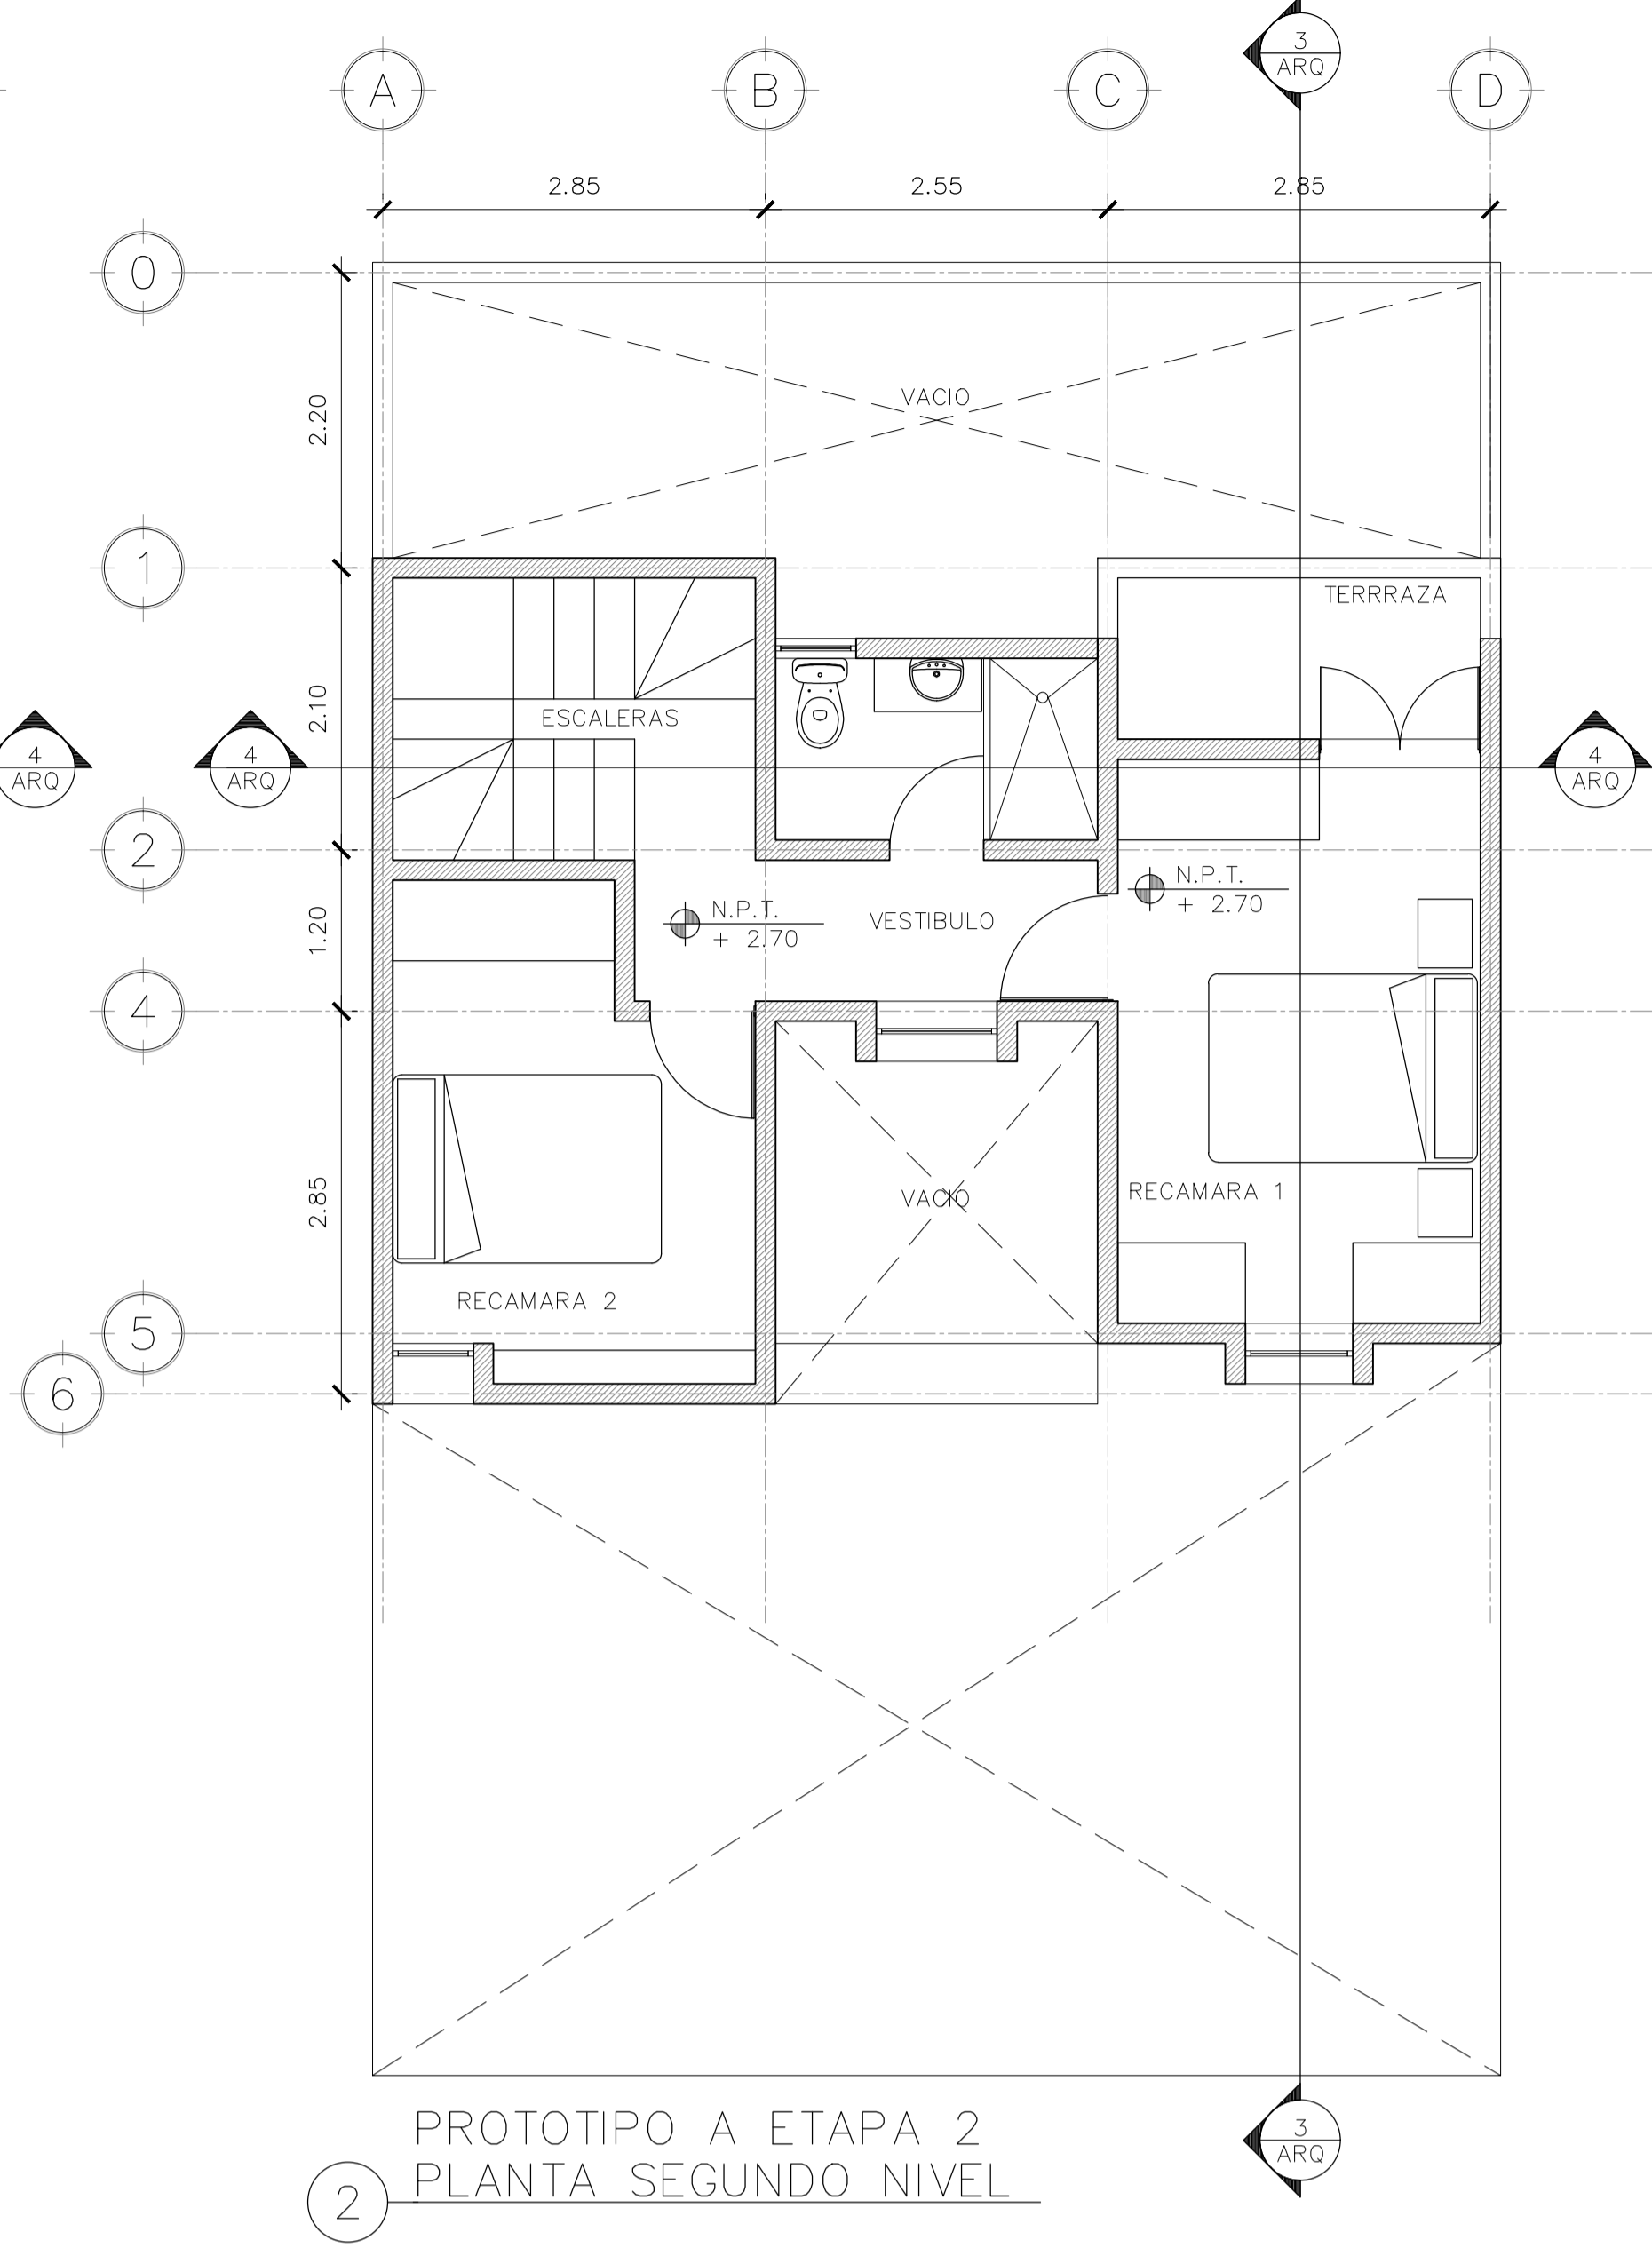 3
ARQ
A
B
C
D
2.85
2.55
2.85
0
2.20
VACIO
1
TERRRAZA
2.10
ESCALERAS
4
ARQ
4
ARQ
4
ARQ
2
N.P.T.
+ 2.70
N.P.T.
+ 2.70
VESTIBULO
1.20
4
2.85
VACIO
RECAMARA 1
RECAMARA 2
5
6
3
ARQ
PROTOTIPO A ETAPA 2
PLANTA SEGUNDO NIVEL
2